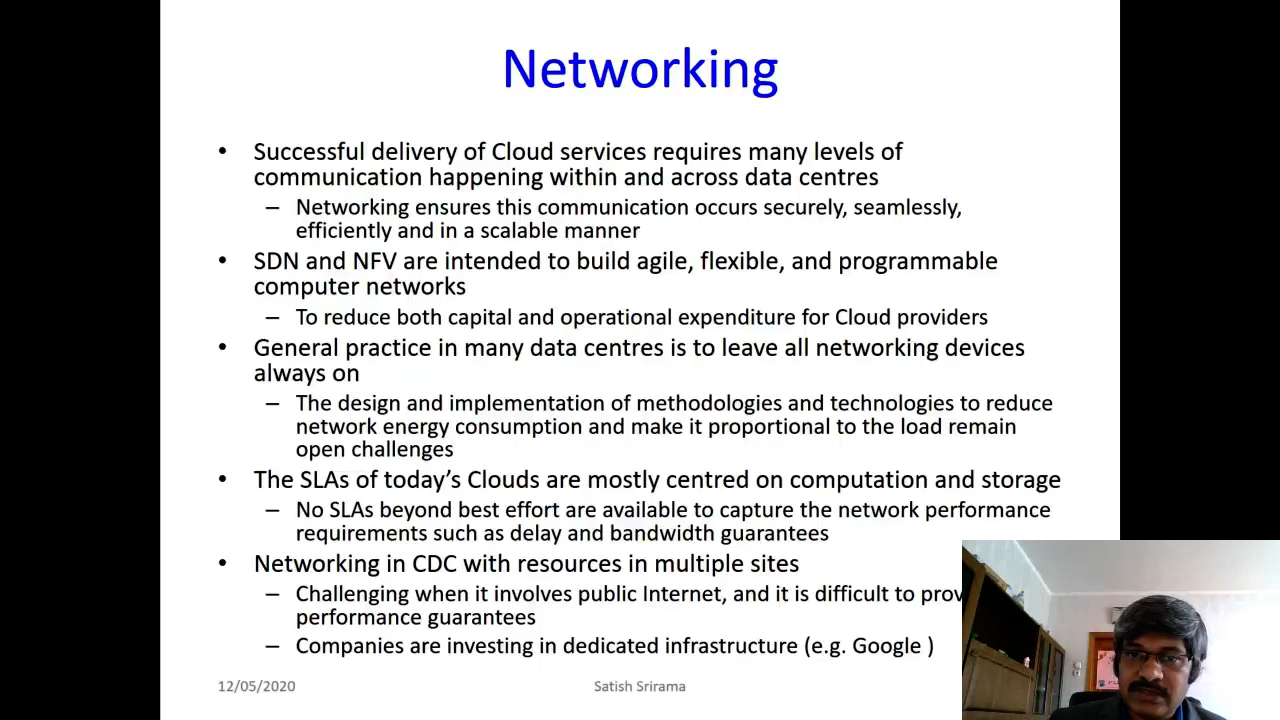 Networking
• Successful delivery of Cloud services requires many levels of
communication happening within and across data centres
– Networking ensures this communication occurs securely, seamlessly,
efficiently and in a scalable manner
• SDN and NFV are intended to build agile, flexible, and programmable
computer networks
– To reduce both capital and operational expenditure for Cloud providers
• General practice in many data centres is to leave all networking devices
always on
– The design and implementation of methodologies and technologies to reduce
network energy consumption and make it proportional to the load remain
open challenges
• The SLAs of today's Clouds are mostly centred on computation and storage
– No SLAs beyond best effort are available to capture the network performance
requirements such as delay and bandwidth guarantees
• Networking in CDC with resources in multiple sites
– Challenging when it involves public Internet, and it is difficult to prov
performance guarantees
– Companies are investing in dedicated infrastructure (e.g. Google )
12/05/2020
Satish Srirama